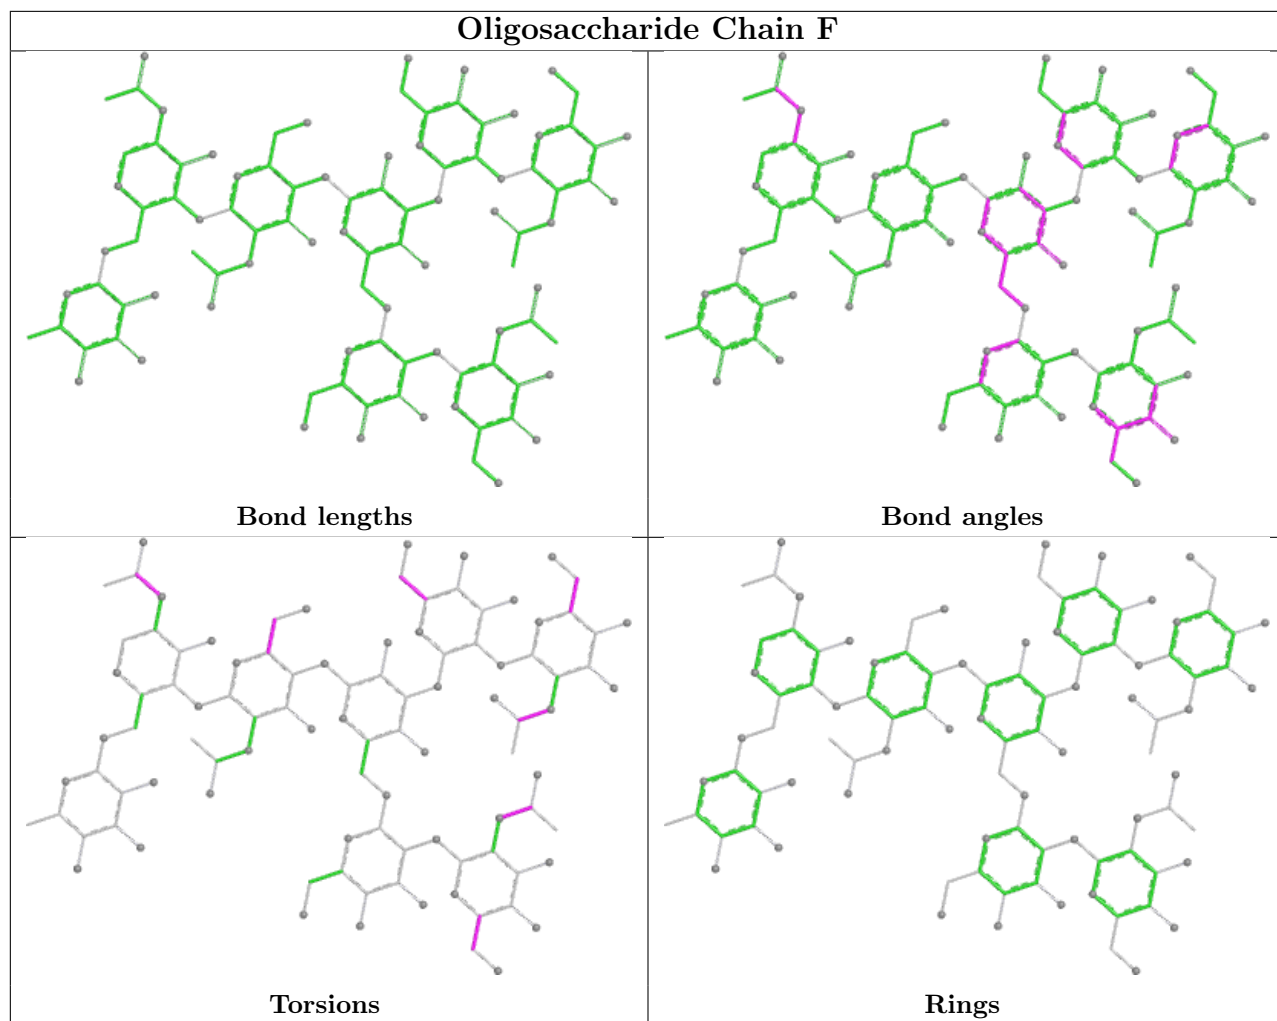 Oligosaccharide Chain F
Bond lengths
Bond angles
Torsions
Rings